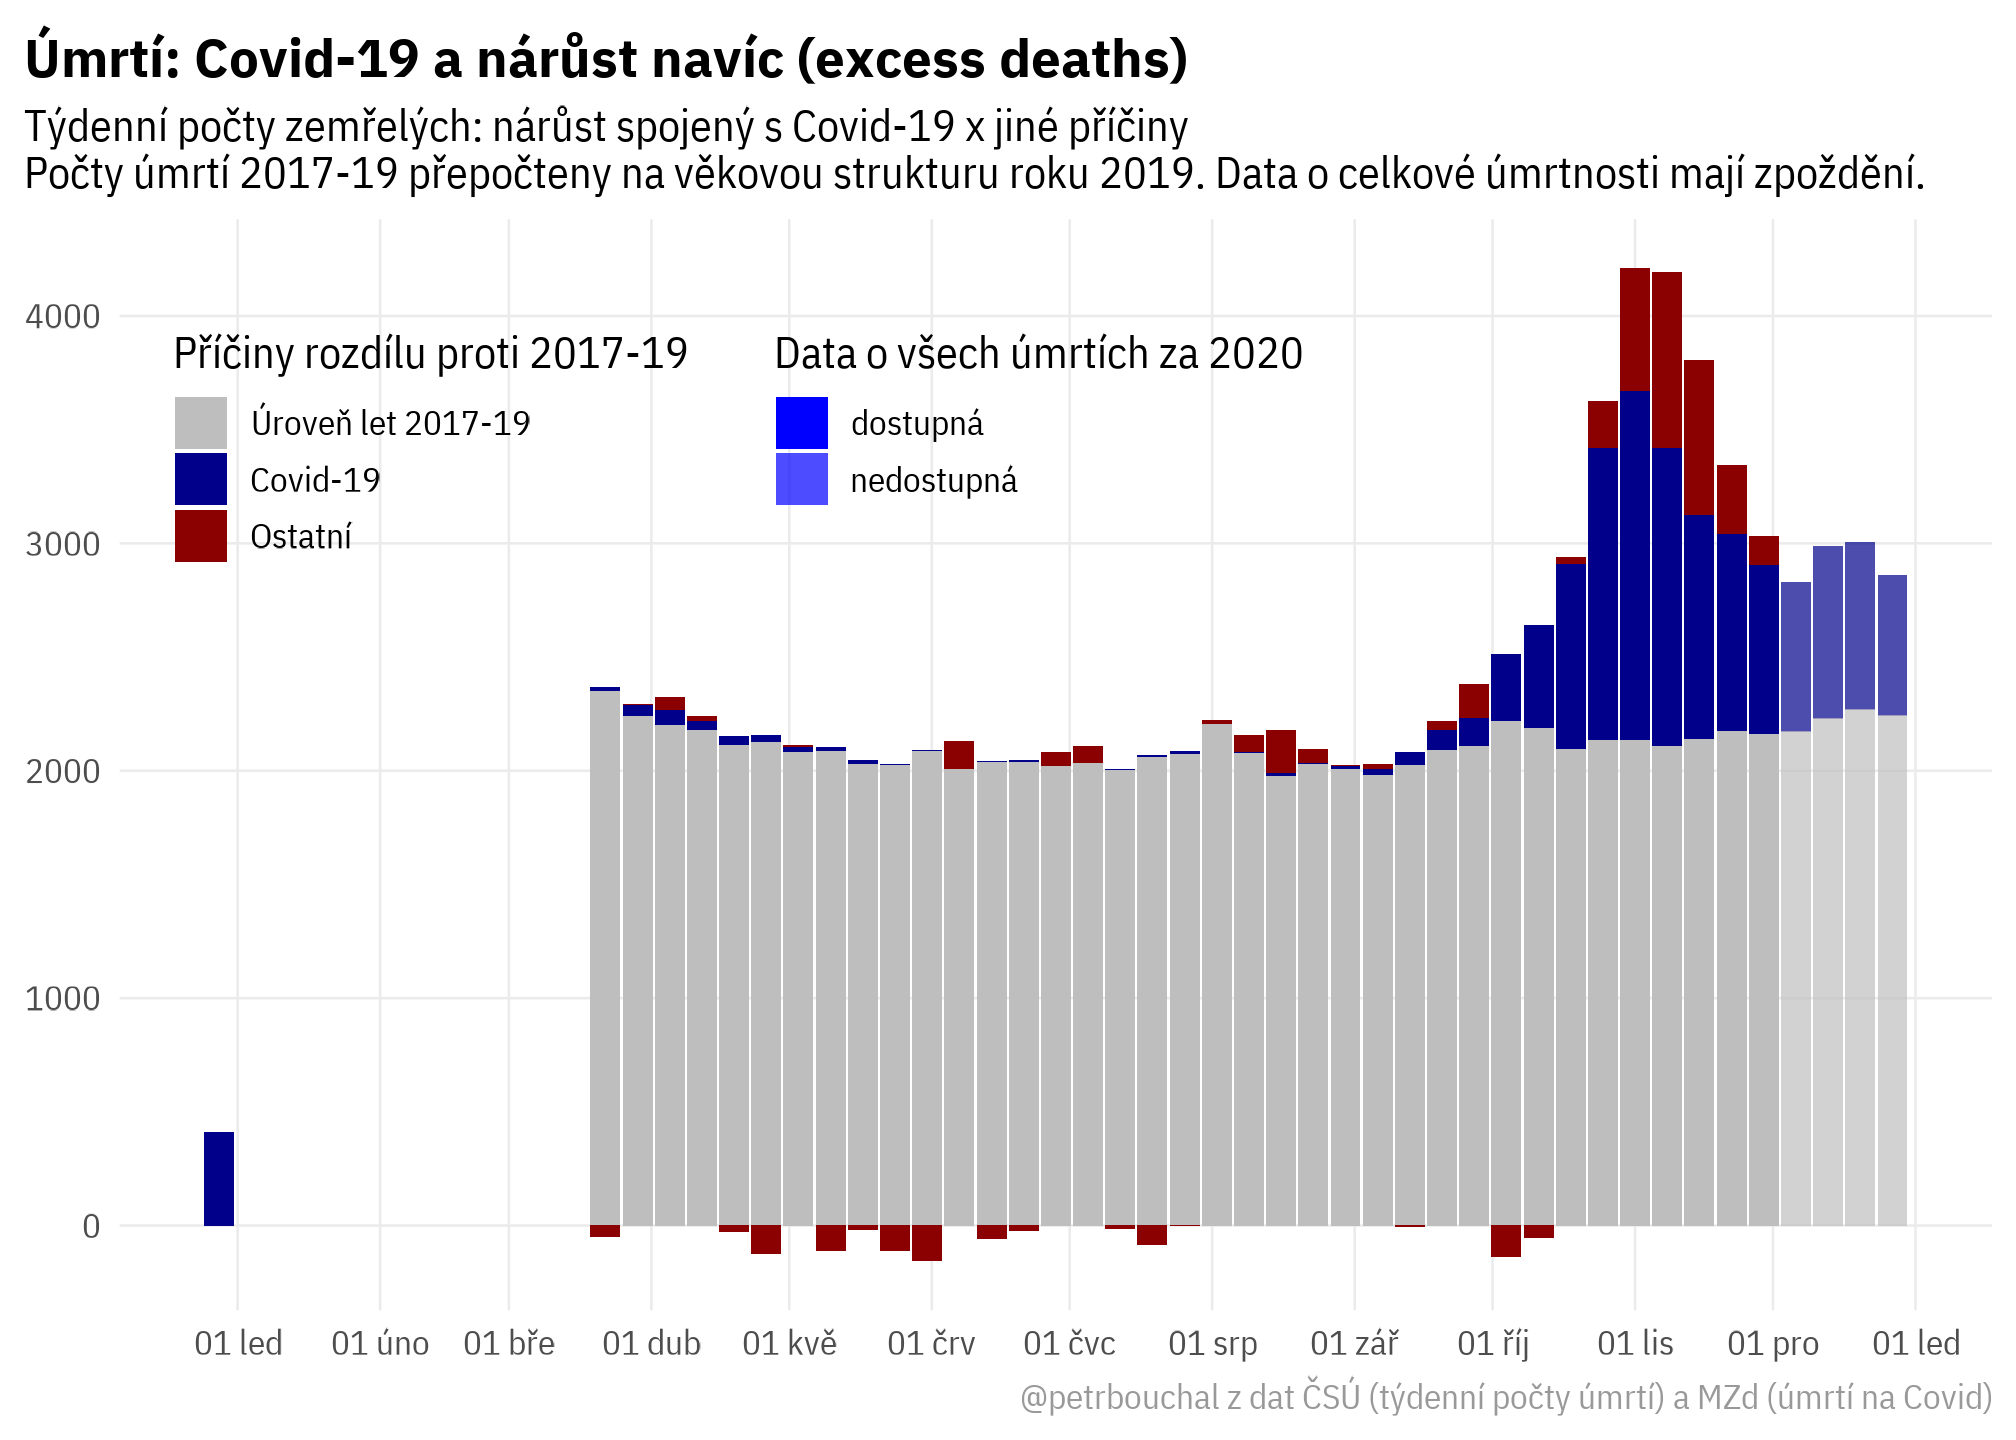 Úmrtí: Covid-19 a nárůst navíc (excess deaths)
Týdenní počty zemřelých: nárůst spojený s Covid-19 x jiné příčiny
Počty úmrtí 2017-19 přepočteny na věkovou strukturu roku 2019. Data o celkové úmrtnosti mají zpoždění.
4000
3000
2000
1000
0
Příčiny rozdílu proti 2017-19
Úroveň let 2017-19
Covid-19
Ostatní
Data o všech úmrtích za 2020
dostupná
nedostupná
01 led 01 úno 01 bře 01 dub 01 kvě 01 črv 01 čvc 01 srp 01 zář 01 říj 01 lis 01 pro 01 led
@petrbouchal z dat ČSÚ (týdenní počty úmrtí) a MZd (úmrtí na Covid)